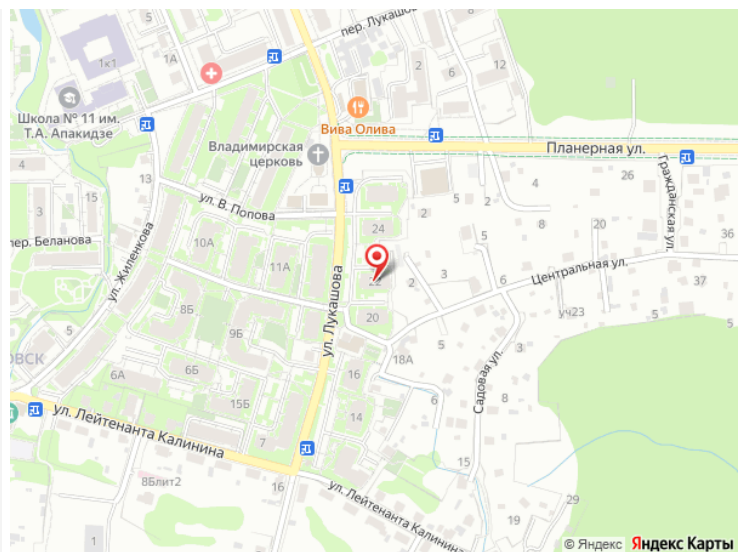 пер. Лукашова
1к1
1А
6
12
Школа № 11 им.
Т.А. Апакидзе
Вива Олива
Владимирская
церковь
Планерная ул.
4
13
15
ул. В. Попова
пер. Беланова
ул. Жиленкова
24
2
5
2
4
8
26
20
Гражданская ул.
36
10А
11А
22
2
3
6
Центральная ул.
37
5
8Б
9Б
ул. Лукашова
20
уч23
5
5
ОВСК
18А
3
6А
6Б
16
15Б
14
6
Садовая ул.
7
ул. Лейтенанта Калинина
15
8Блит2
16
ул. Лейтенанта Калинина
19
29
1
© Яндекс Яндекс Карты